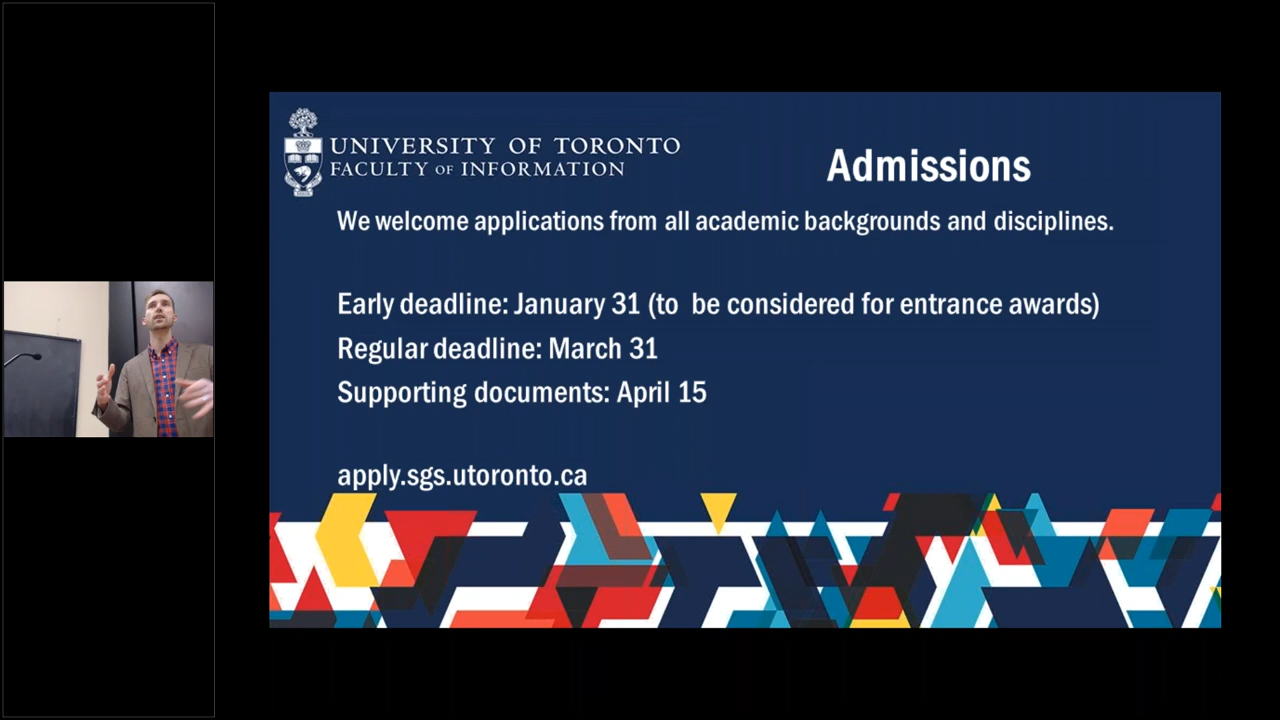 UNIVERSITY OF TORONTO
FACULTY OF INFORMATION
Admissions
We welcome applications from all academic backgrounds and disciplines.
Early deadline: January 31 (to be considered for entrance awards)
Regular deadline: March 31
Supporting documents: April 15
apply.sgs.utoronto.ca